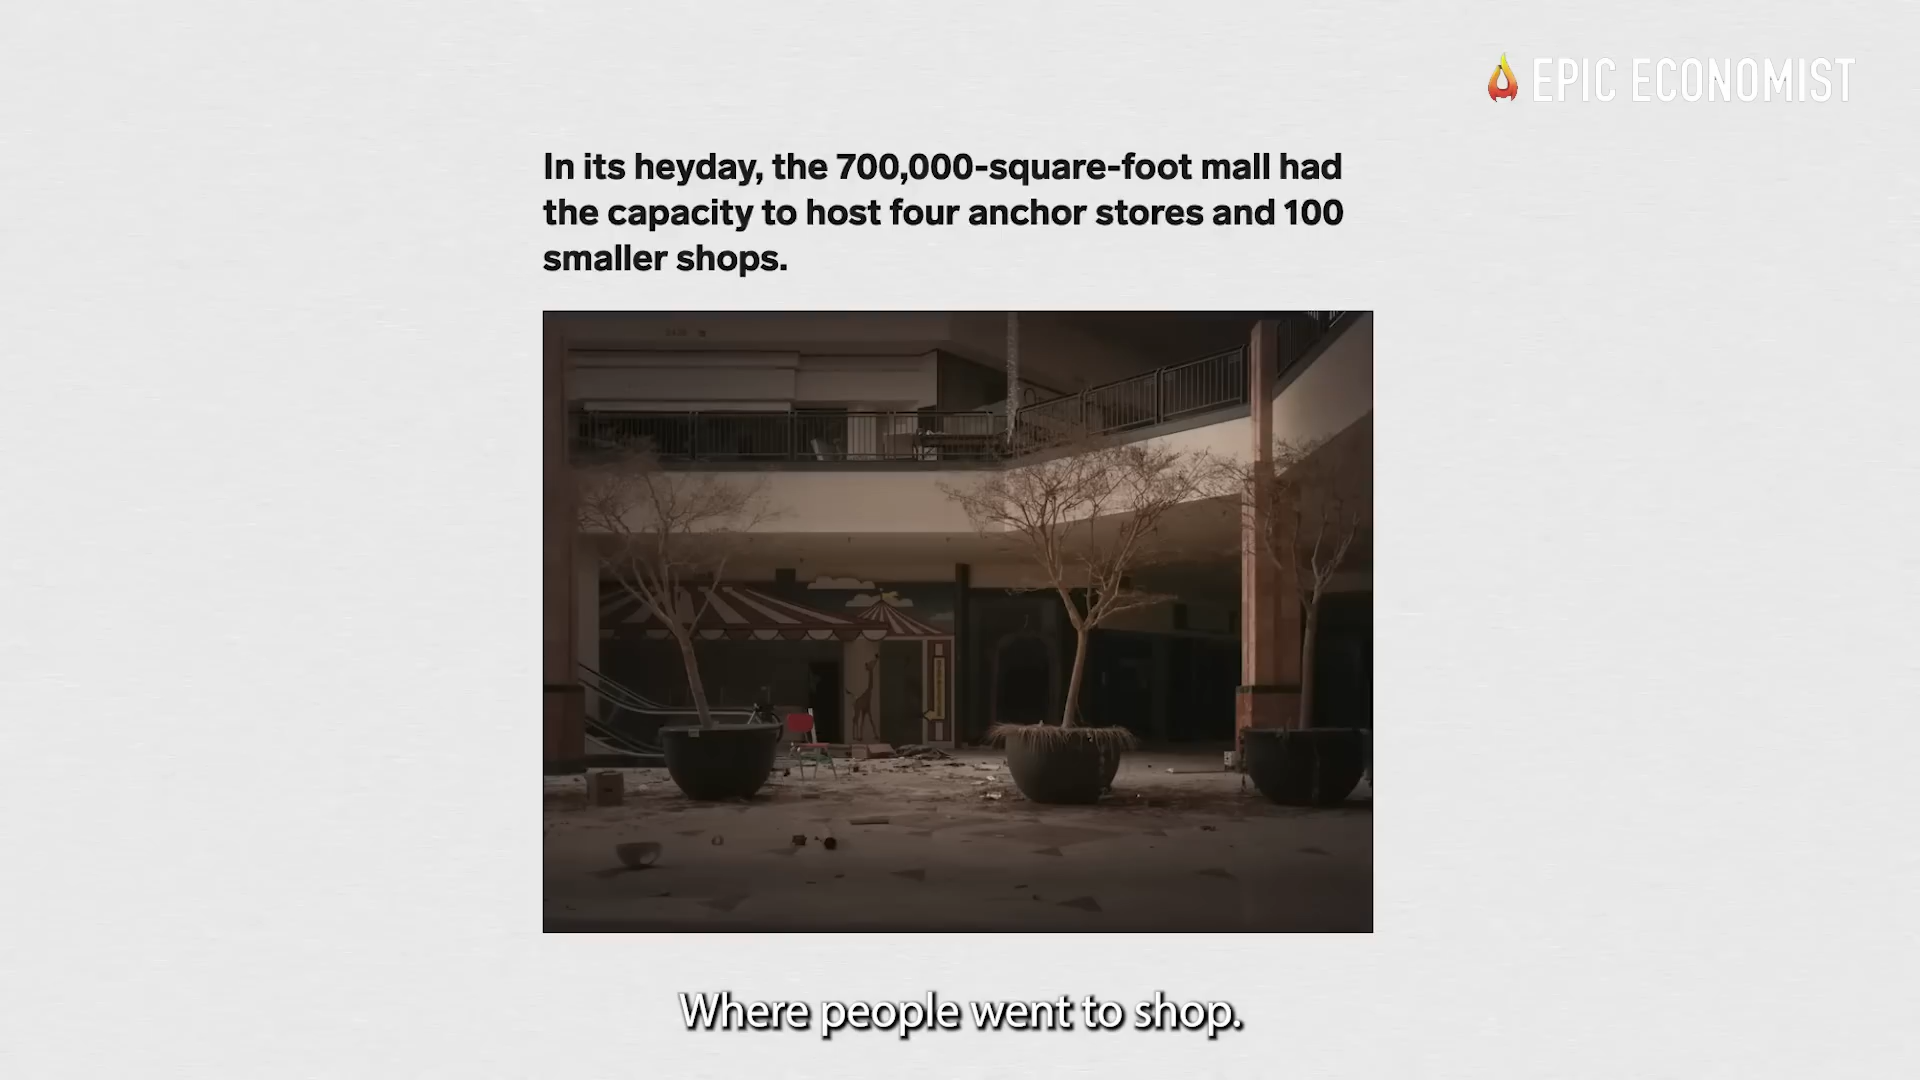 EPIC ECONOMIST
In its heyday, the 700,000-square-foot mall had
the capacity to host four anchor stores and 100
smaller shops.
Where people went to shop.